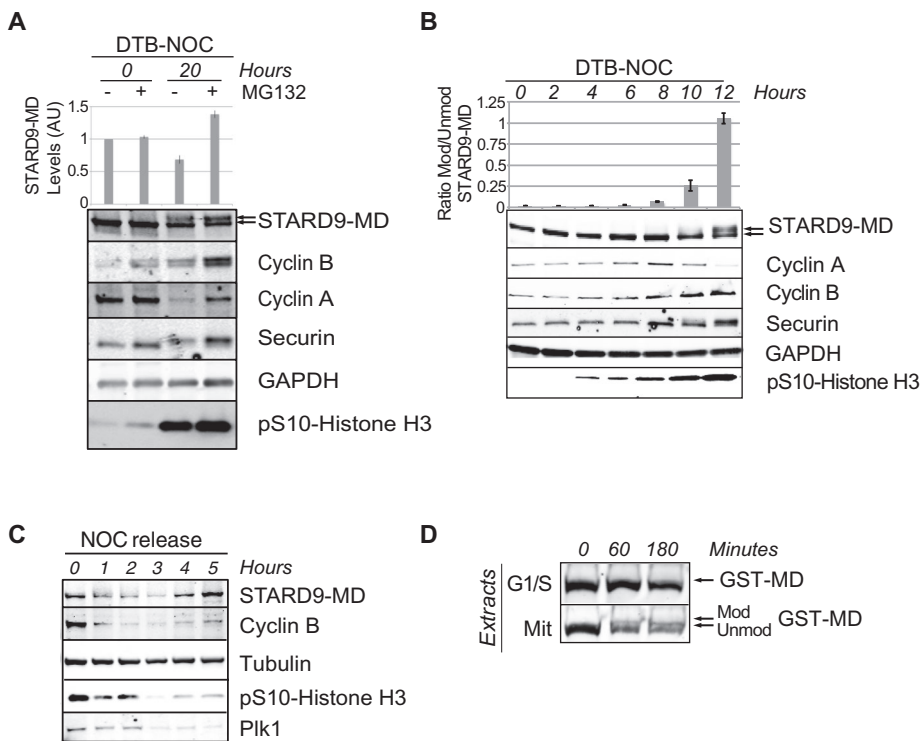 A
DTB-NOC
0 20 Hours
- + - + MG132
STARD9-MD
Levels (AU)
1.5
1
0.5
0
STARD9-MD
Cyclin B
Cyclin A
Securin
GAPDH
pS10-Histone H3
B
DTB-NOC
0 2 4 6 8 10 12 Hours
Ratio Mod/Unmod
STARD9-MD
1.25
1
0.75
0.5
0.25
0
STARD9-MD
Cyclin A
Cyclin B
Securin
GAPDH
pS10-Histone H3
C
NOC release
0 1 2 3 4 5 Hours
STARD9-MD
Cyclin B
Tubulin
pS10-Histone H3
Plk1
D
0 60 180 Minutes
Extracts
G1/S GST-MD
Mit Mod
Unmod GST-MD